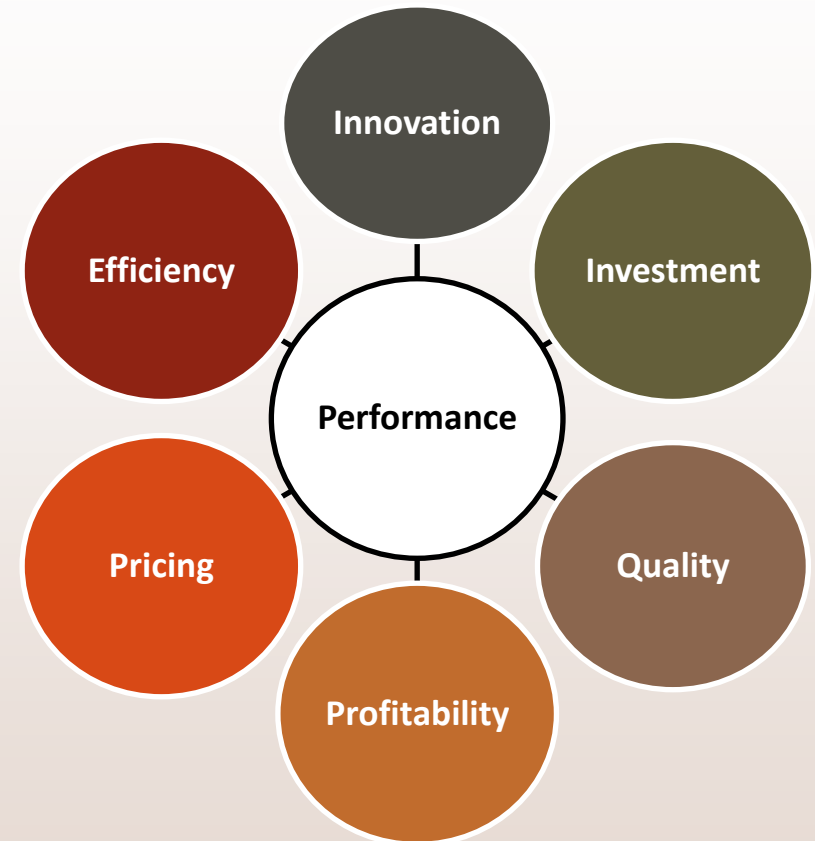 Innovation
Efficiency
Investment
Performance
Pricing
Quality
Profitability